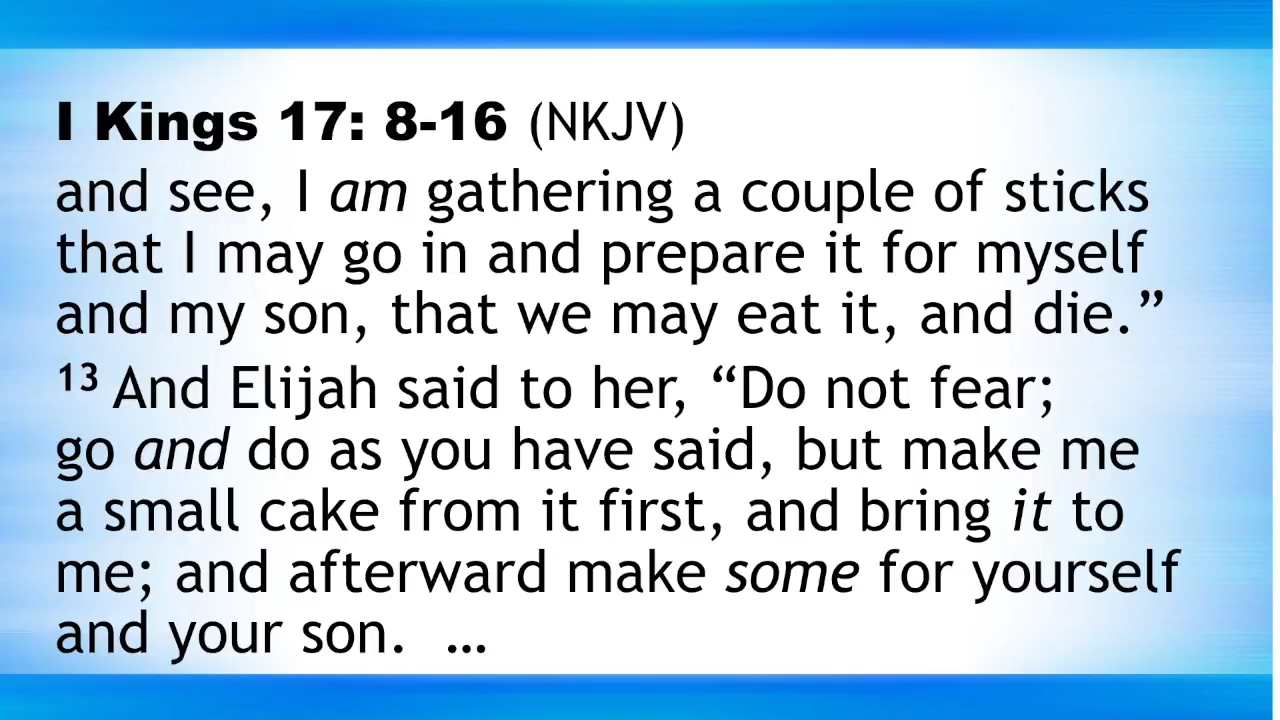 I Kings 17: 8-16 (NKJV)
and see, I am gathering a couple of sticks
that I may go in and prepare it for myself
and my son, that we may eat it, and die.”
13 And Elijah said to her, “Do not fear;
go and do as you have said, but make me
a small cake from it first, and bring it to
me; and afterward make some for yourself
and your son.  …